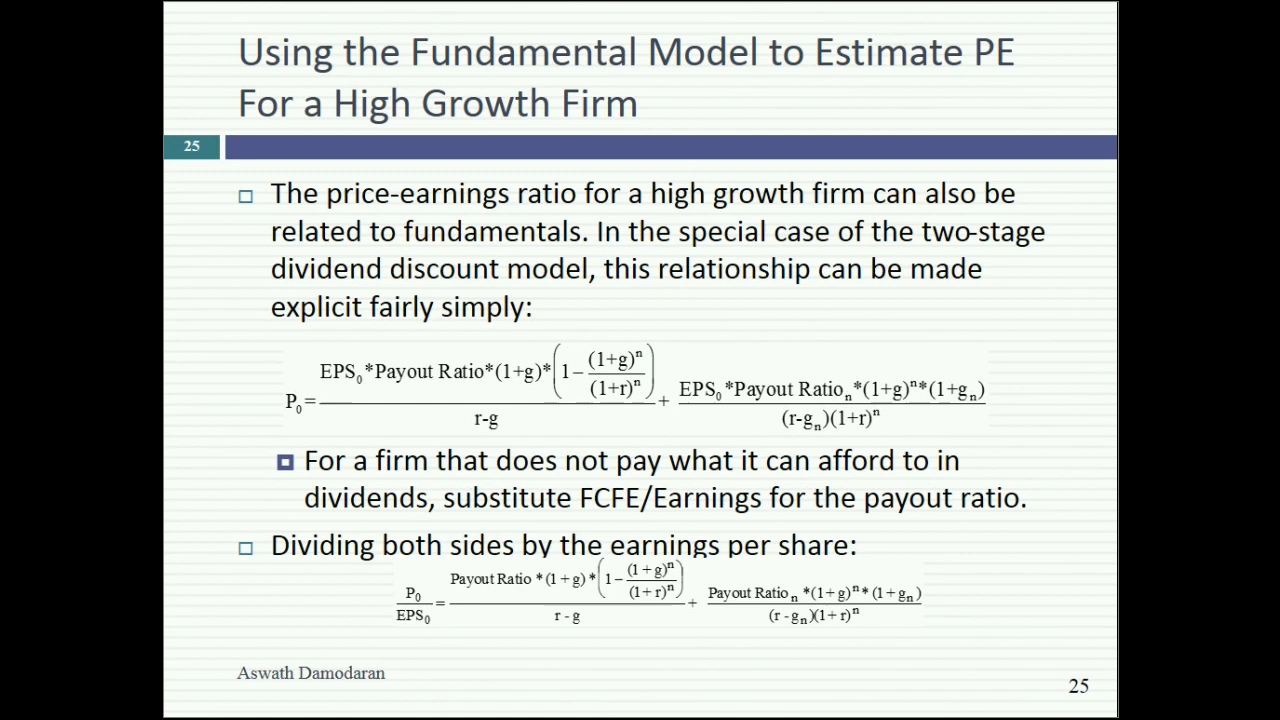 Using the Fundamental Model to Estimate PE
For a High Growth Firm
25
The price-earnings ratio for a high growth firm can also be
related to fundamentals. In the special case of the two-stage
dividend discount model, this relationship can be made
explicit fairly simply:
P₀ = EPS₀*Payout Ratio*(1+g)*(1 – (1+g)ⁿ/(1+r)ⁿ) / r-g + EPS₀*Payout Ratioₙ*(1+g)ⁿ*(1+gₙ) / (r-gₙ)(1+r)ⁿ
For a firm that does not pay what it can afford to in
dividends, substitute FCFE/Earnings for the payout ratio.
Dividing both sides by the earnings per share:
P₀/EPS₀ = Payout Ratio * (1 + g) * (1 – (1 + g)ⁿ/(1 + r)ⁿ) / r - g + Payout Ratioₙ *(1 + g)ⁿ * (1 + gₙ) / (r - gₙ)(1 + r)ⁿ
Aswath Damodaran
25